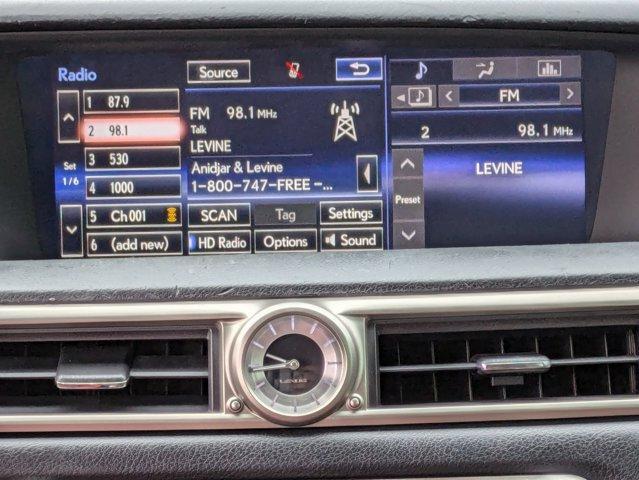 Radio
Source
1 87.9
2 98.1
3 530
4 1000
5 Ch 001
6 (add new)
Set
1/6
FM 98.1 MHz
Talk
LEVINE
Anidjar & Levine
1-800-747-FREE –...
SCAN
Tag
Settings
HD Radio
Options
Sound
FM
2 98.1 MHz
Preset
LEVINE
LEXUS